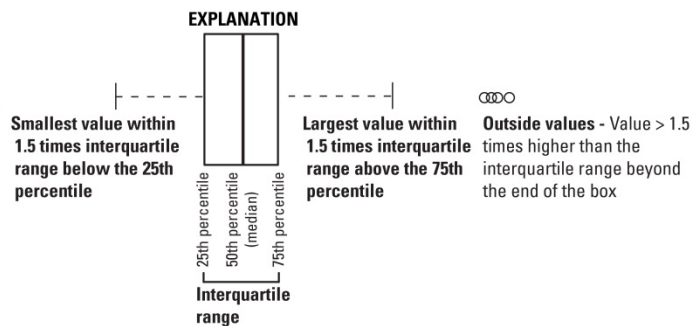 EXPLANATION
Smallest value within
1.5 times interquartile
range below the 25th
percentile
25th percentile
50th percentile
(median)
75th percentile
Interquartile
range
Largest value within
1.5 times interquartile
range above the 75th
percentile
Outside values - Value > 1.5
times higher than the
interquartile range beyond
the end of the box